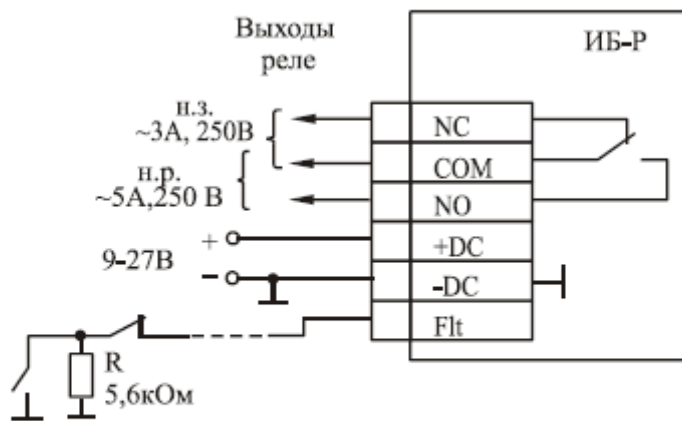 Выходы
реле
ИБ-Р
н.з.
~3А, 250В
н.р.
~5А,250 В
NC
COM
NO
+
9-27В
–
+DC
-DC
Flt
R
5,6кОм